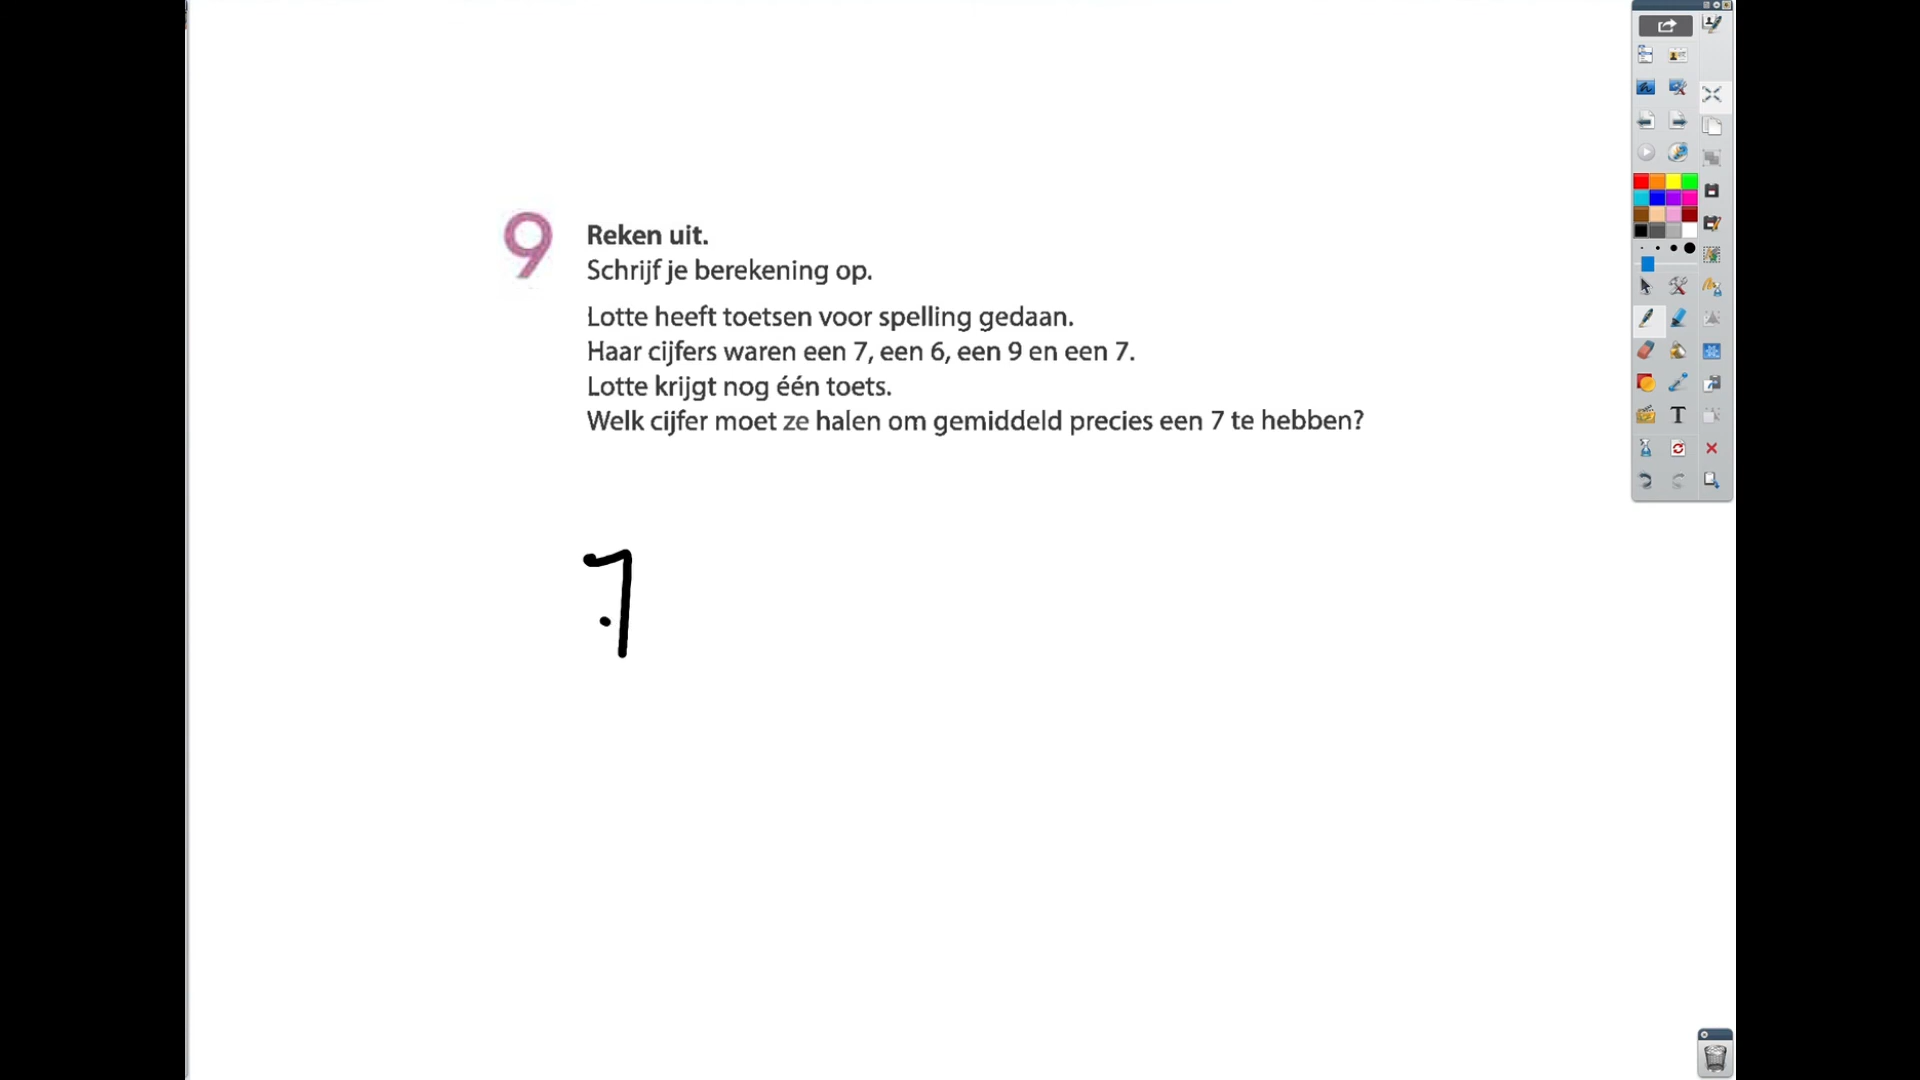 9
Reken uit.
Schrijf je berekening op.
Lotte heeft toetsen voor spelling gedaan.
Haar cijfers waren een 7, een 6, een 9 en een 7.
Lotte krijgt nog één toets.
Welk cijfer moet ze halen om gemiddeld precies een 7 te hebben?
7
T